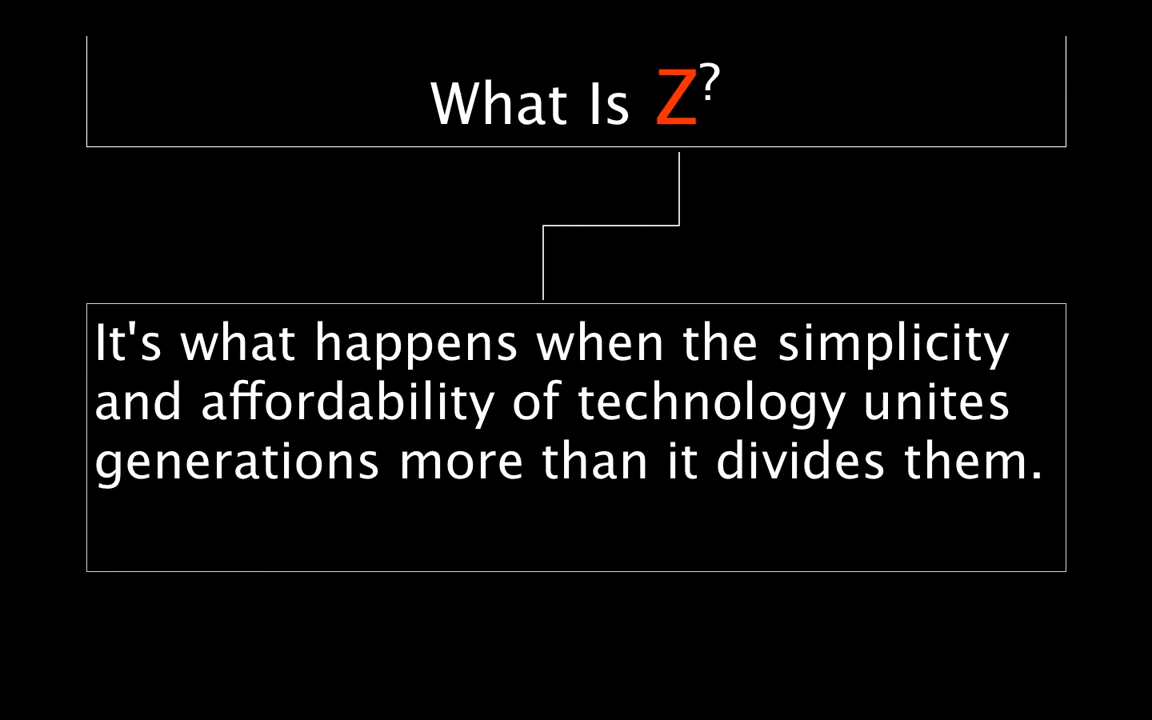 What Is Z?
It's what happens when the simplicity
and affordability of technology unites
generations more than it divides them.